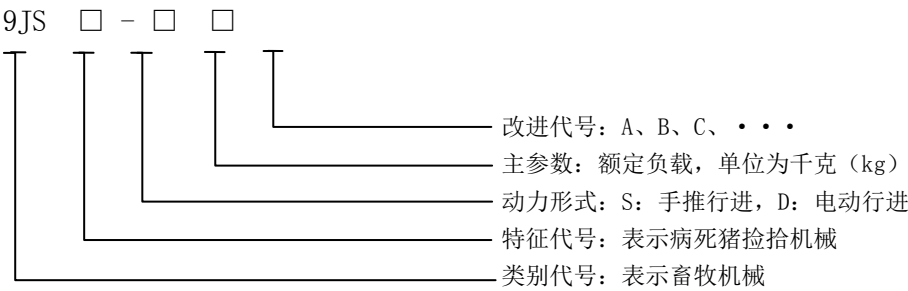 9JS □ - □ □
改进代号：A、B、C、···
主参数：额定负载，单位为千克（kg）
动力形式：S：手推行进，D：电动行进
特征代号：表示病死猪捡拾机械
类别代号：表示畜牧机械